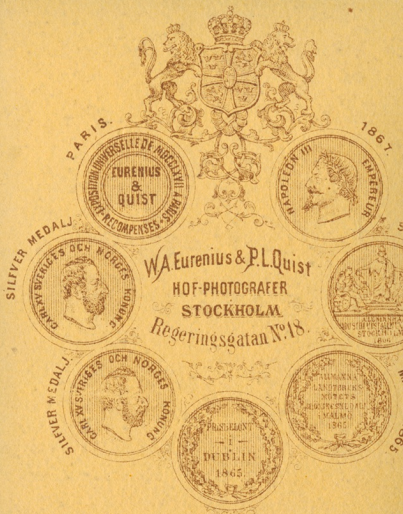 PARIS.
1867.
EXPOSITION UNIVERSELLE DE MDCCCLXVII A PARIS
RECOMPENSES
EURENIUS
&
QUIST
NAPOLEON III EMPEREUR
SILFVER MEDALJ
CARL XV SVERIGES OCH NORGES KONUNG
W.A. Eurenius & P.L. Quist
HOF-PHOTOGRAFER
STOCKHOLM
Regeringsgatan No. 18.
SILFVER MEDALJ.
CARL XV SVERIGES OCH NORGES KONUNG
PRISBELÖNT
I
DUBLIN
1865.
MALMÖ
1865